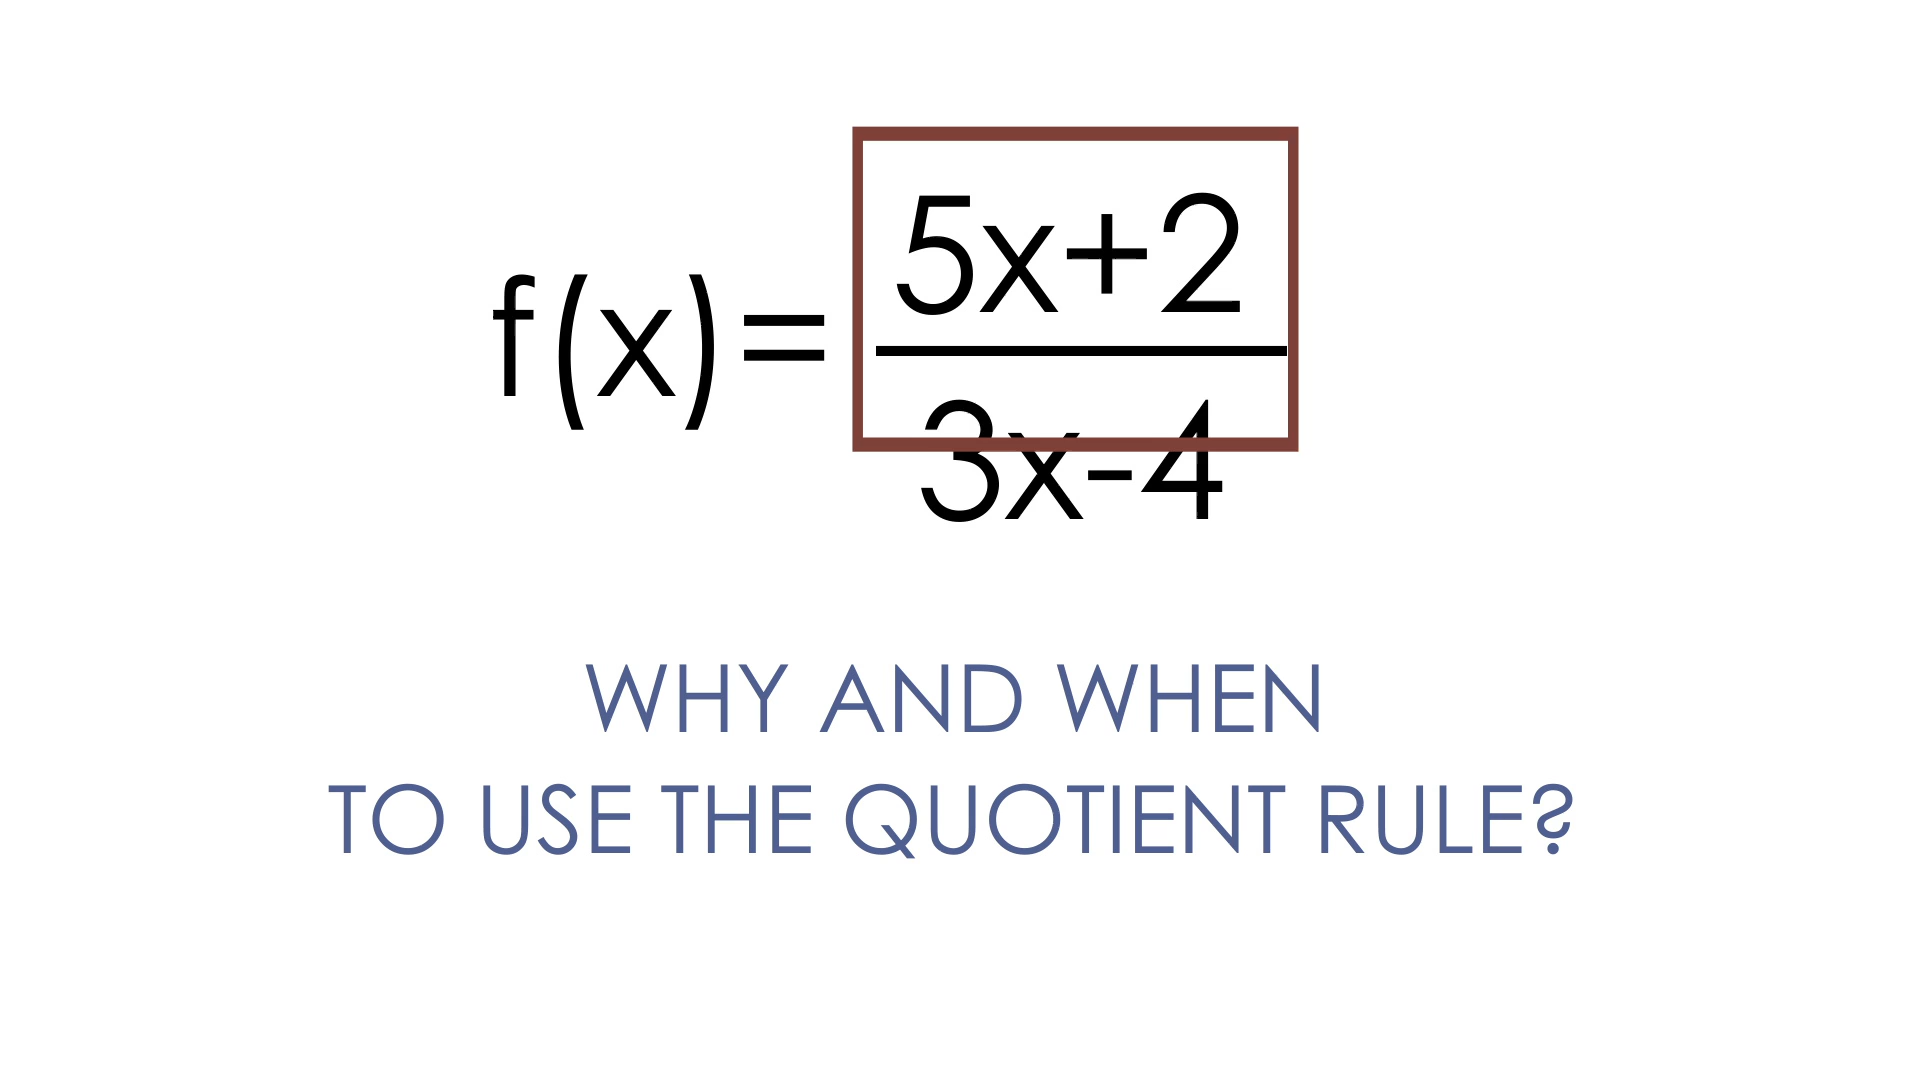 f(x)= 5x+2
3x-4
WHY AND WHEN
TO USE THE QUOTIENT RULE?